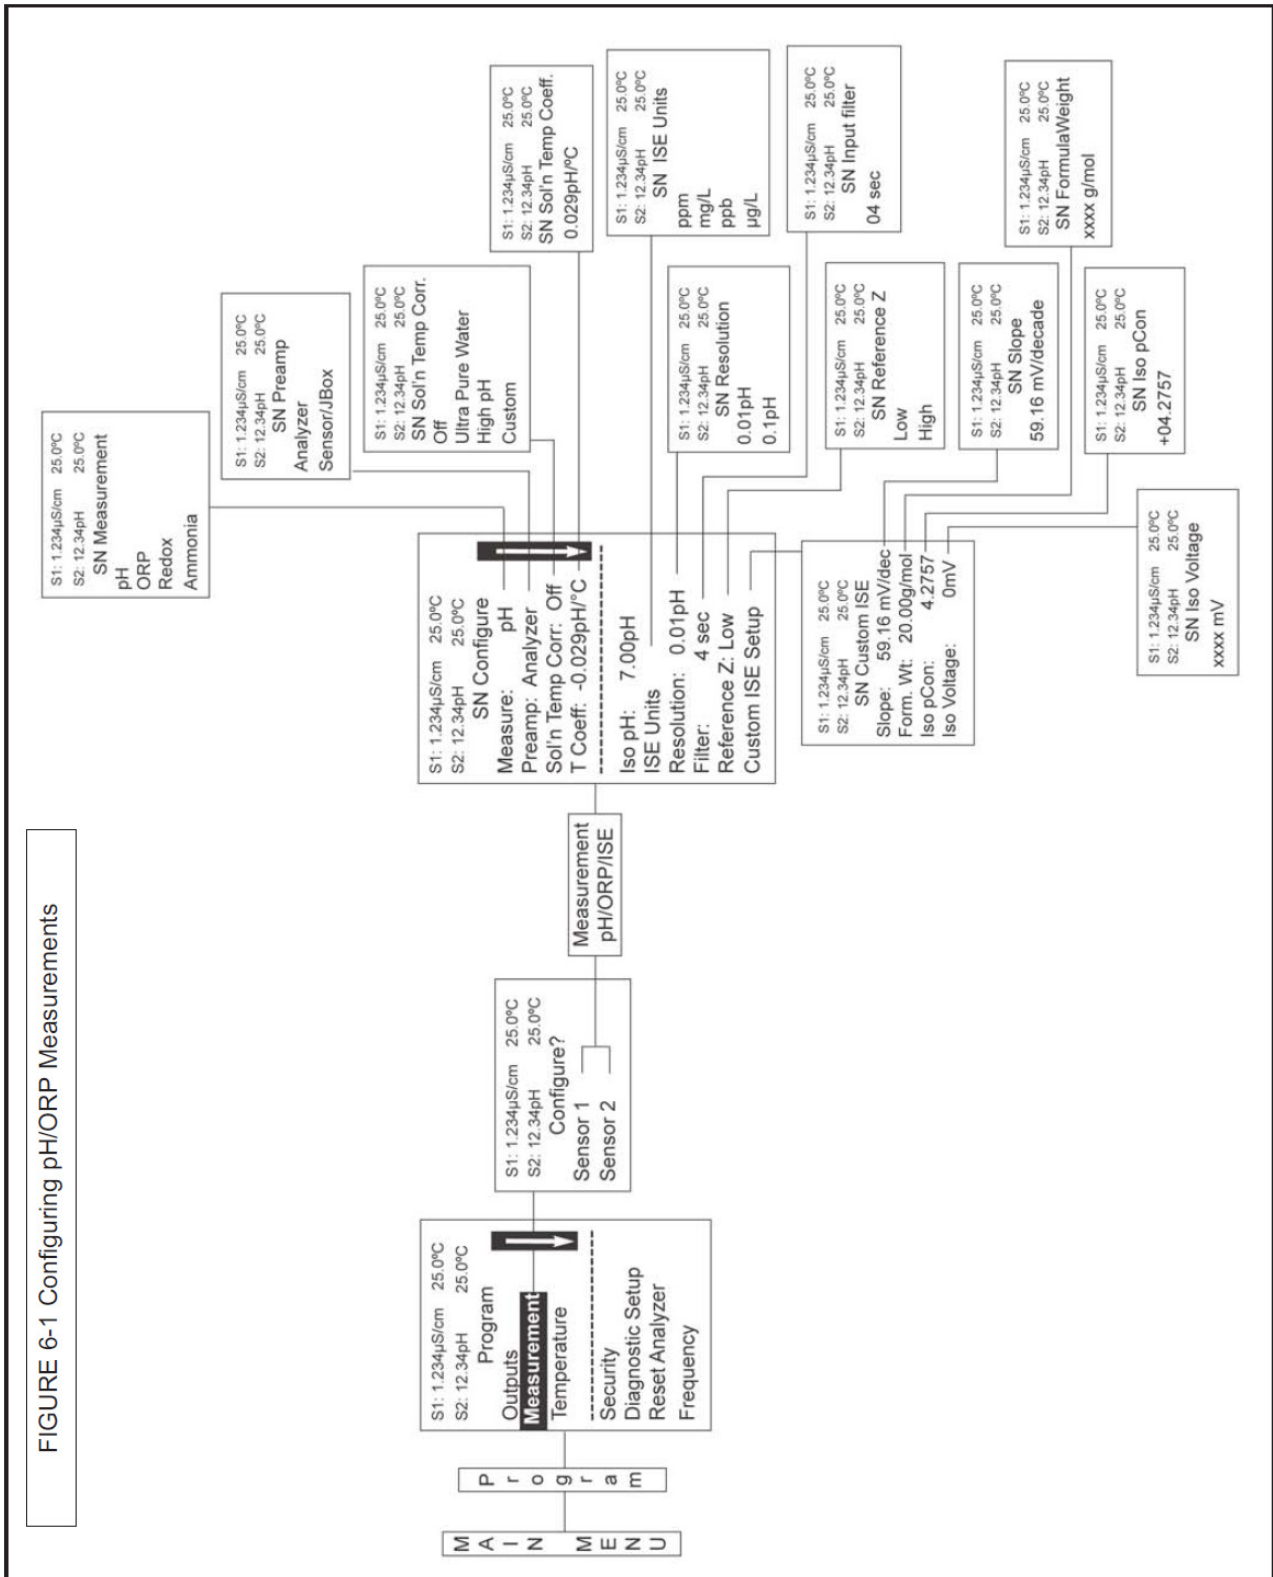 FIGURE 6-1 Configuring pH/ORP Measurements
MAIN MENU
Program
S1: 1.234µS/cm 25.0ºC
S2: 12.34pH 25.0ºC
Program
Outputs
Measurement
Temperature
Security
Diagnostic Setup
Reset Analyzer
Frequency
S1: 1.234µS/cm 25.0ºC
S2: 12.34pH 25.0ºC
Configure?
Sensor 1
Sensor 2
Measurement
pH/ORP/ISE
S1: 1.234µS/cm 25.0ºC
S2: 12.34pH 25.0ºC
SN Configure
Measure: pH
Preamp: Analyzer
Sol'n Temp Corr: Off
T Coeff: -0.029pH/°C
Iso pH: 7.00pH
ISE Units
Resolution: 0.01pH
Filter: 4 sec
Reference Z: Low
Custom ISE Setup
S1: 1.234µS/cm 25.0ºC
S2: 12.34pH 25.0ºC
SN Measurement
pH
ORP
Redox
Ammonia
S1: 1.234µS/cm 25.0ºC
S2: 12.34pH 25.0ºC
SN Preamp
Analyzer
Sensor/JBox
S1: 1.234µS/cm 25.0ºC
S2: 12.34pH 25.0ºC
SN Sol'n Temp Corr.
Off
Ultra Pure Water
High pH
Custom
S1: 1.234µS/cm 25.0ºC
S2: 12.34pH 25.0ºC
SN Sol'n Temp Coeff.
0.029pH/ºC
S1: 1.234µS/cm 25.0ºC
S2: 12.34pH 25.0ºC
SN ISE Units
ppm
mg/L
ppb
µg/L
S1: 1.234µS/cm 25.0ºC
S2: 12.34pH 25.0ºC
SN Resolution
0.01pH
0.1pH
S1: 1.234µS/cm 25.0ºC
S2: 12.34pH 25.0ºC
SN Input filter
04 sec
S1: 1.234µS/cm 25.0ºC
S2: 12.34pH 25.0ºC
SN Reference Z
Low
High
S1: 1.234µS/cm 25.0ºC
S2: 12.34pH 25.0ºC
SN Custom ISE
Slope: 59.16 mV/dec
Form. Wt: 20.00g/mol
Iso pCon: 4.2757
Iso Voltage: 0mV
S1: 1.234µS/cm 25.0ºC
S2: 12.34pH 25.0ºC
SN Slope
59.16 mV/decade
S1: 1.234µS/cm 25.0ºC
S2: 12.34pH 25.0ºC
SN FormulaWeight
xxxx g/mol
S1: 1.234µS/cm 25.0ºC
S2: 12.34pH 25.0ºC
SN Iso pCon
+04.2757
S1: 1.234µS/cm 25.0ºC
S2: 12.34pH 25.0ºC
SN Iso Voltage
xxxx mV